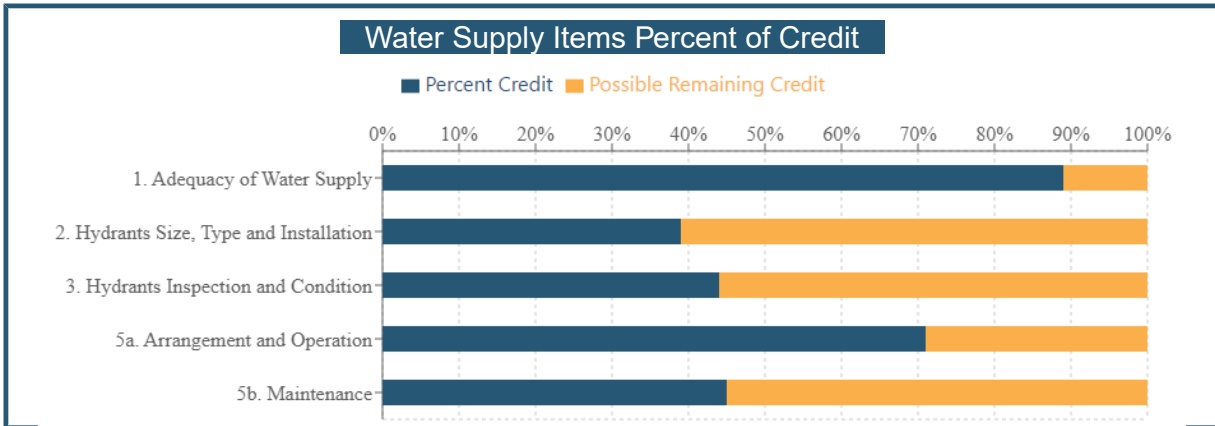 Water Supply Items Percent of Credit
Percent Credit Possible Remaining Credit
0% 10% 20% 30% 40% 50% 60% 70% 80% 90% 100%
1. Adequacy of Water Supply
2. Hydrants Size, Type and Installation
3. Hydrants Inspection and Condition
5a. Arrangement and Operation
5b. Maintenance